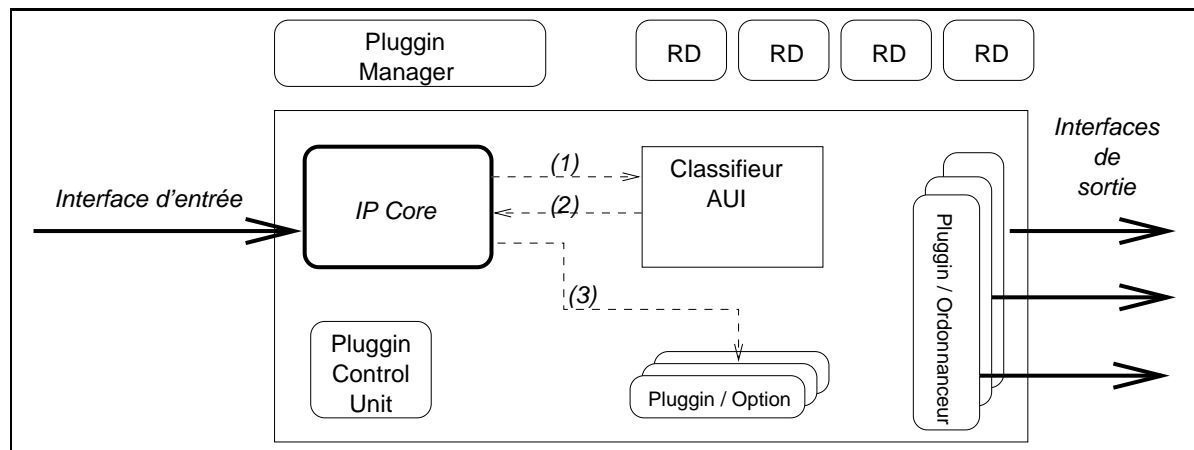 Pluggin
Manager
RD
RD
RD
RD
Interfaces
de
sortie
Interface d'entrée
IP Core
(1)
(2)
(3)
Classifieur
AUI
Pluggin / Ordonnanceur
Pluggin
Control
Unit
Pluggin / Option